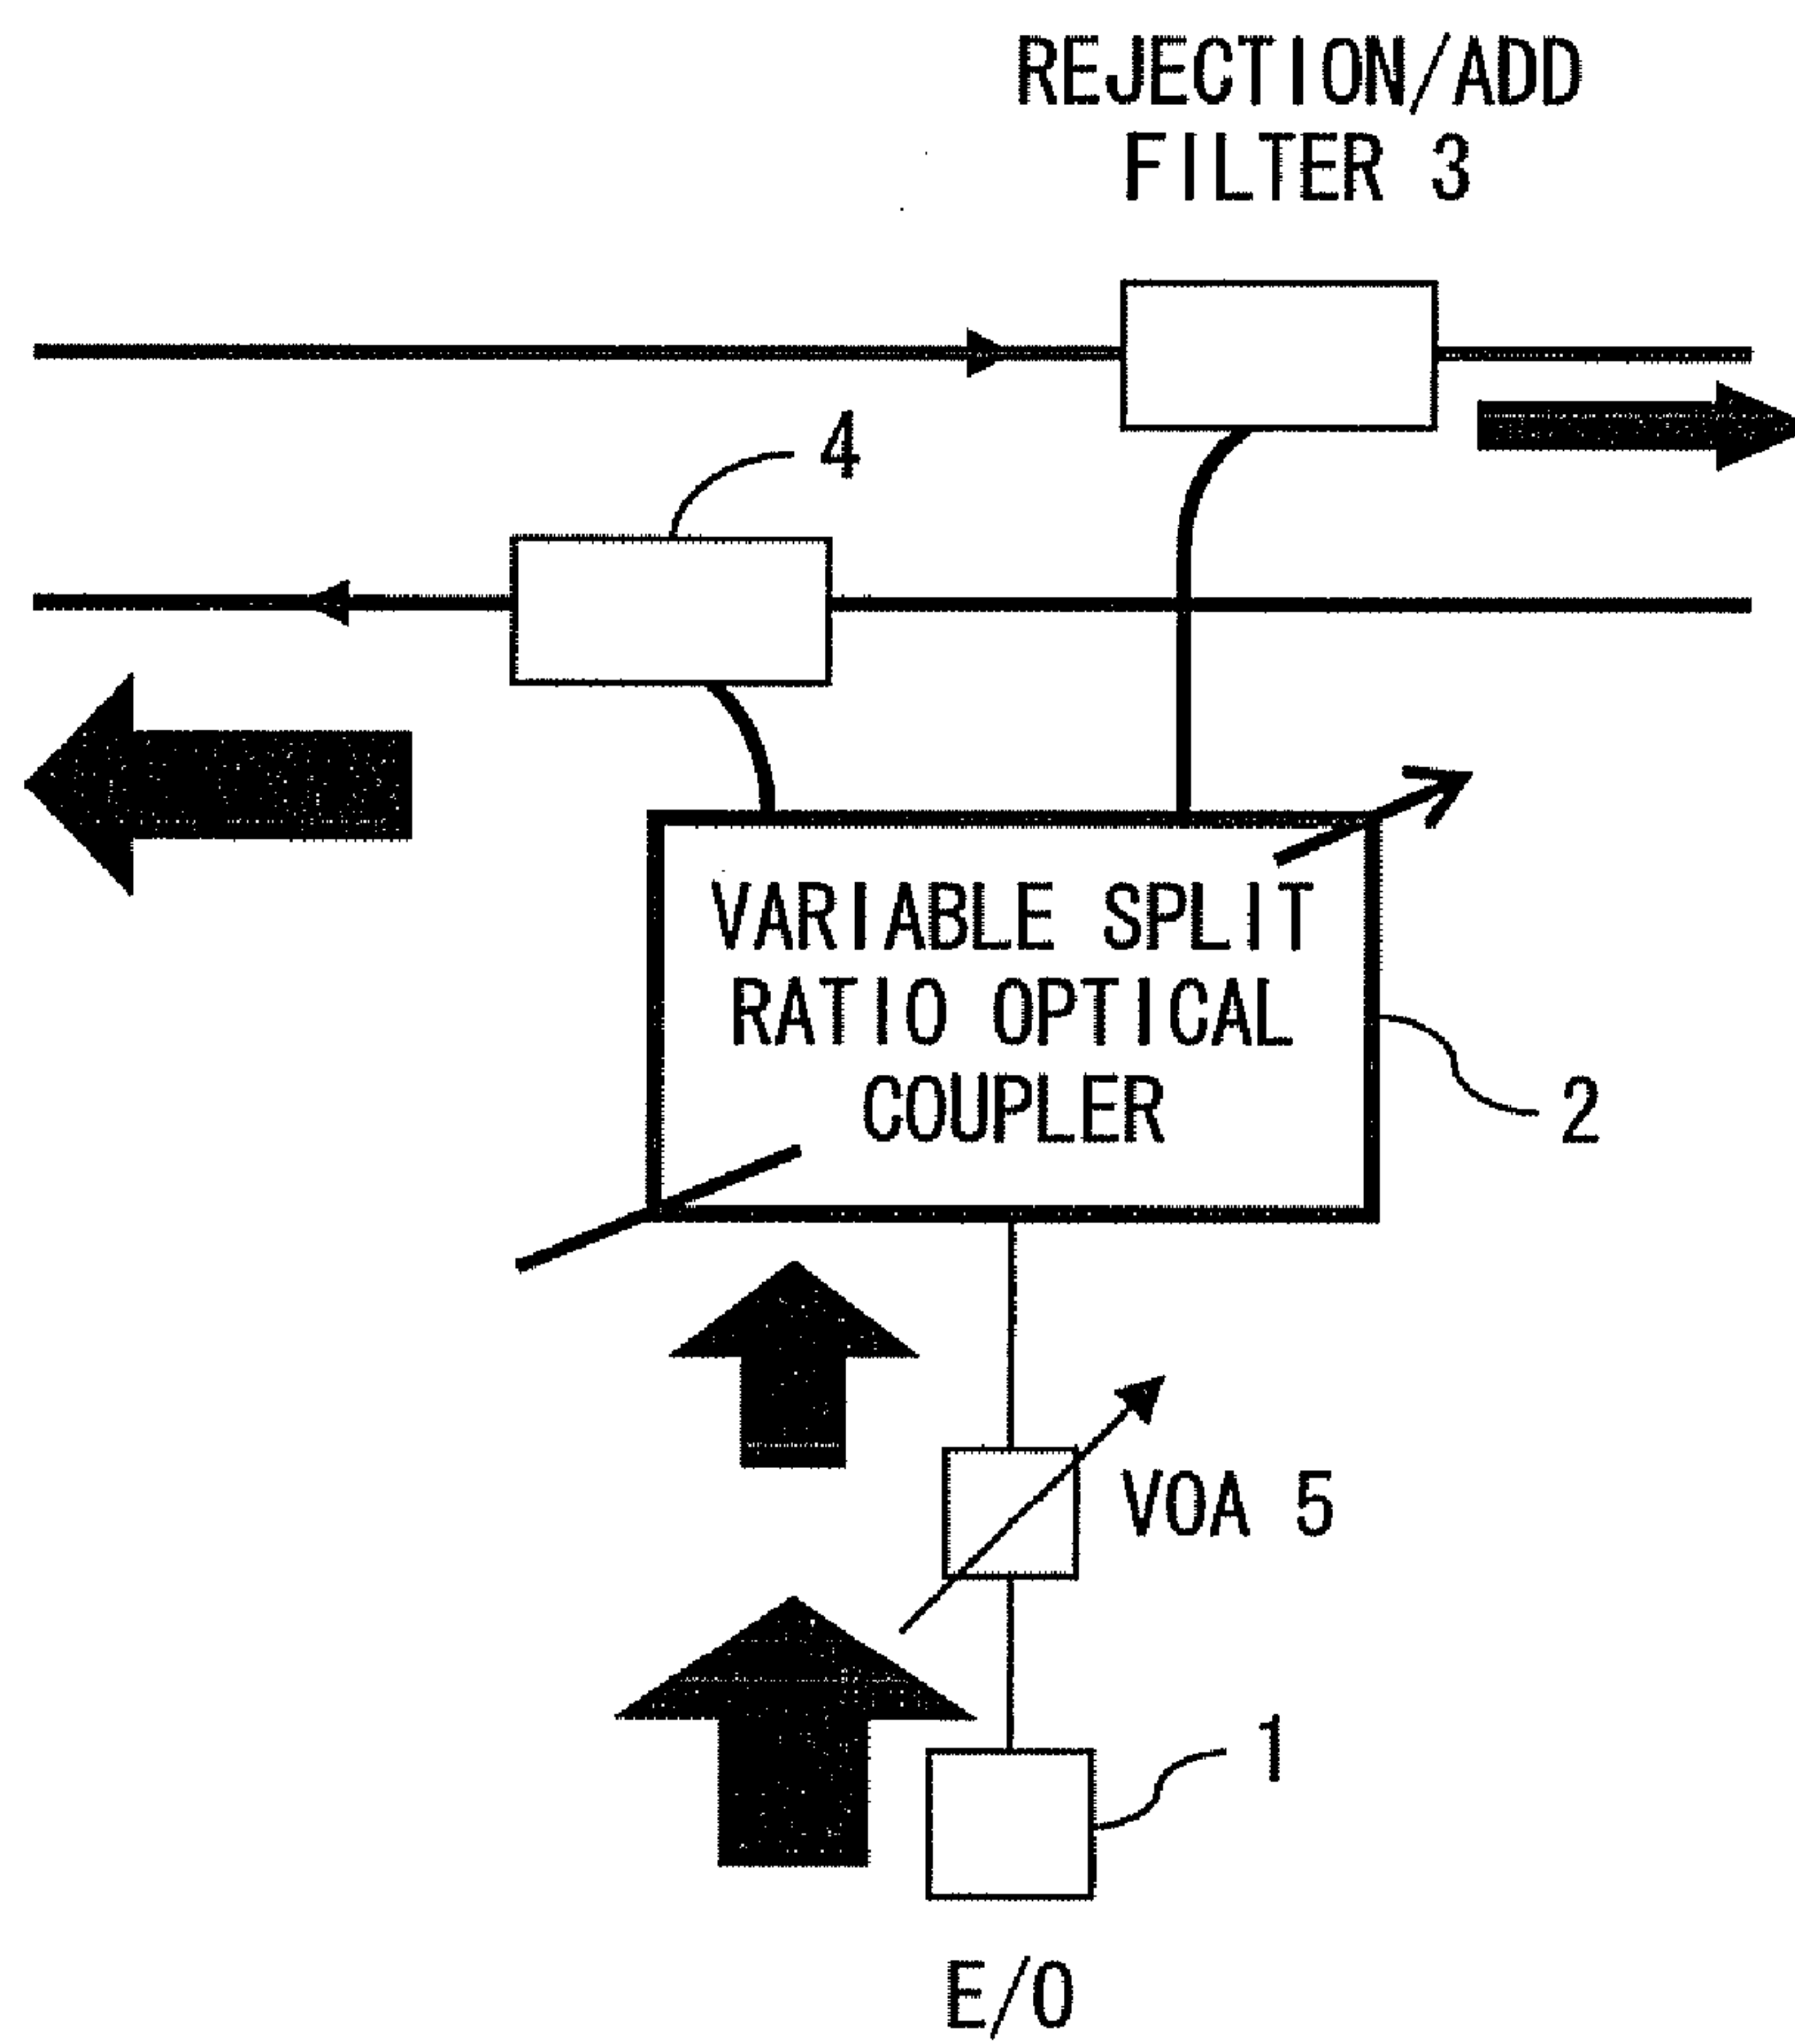 REJECTION/ADD
FILTER 3
4
VARIABLE SPLIT
RATIO OPTICAL
COUPLER
2
VOA 5
1
E/O